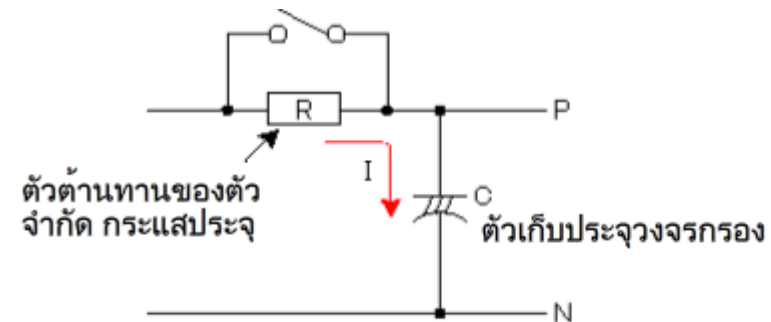 R
P
I
ตัวต้านทานของตัว
จำกัด กระแสประจุ
C
ตัวเก็บประจุวงจรกรอง
N